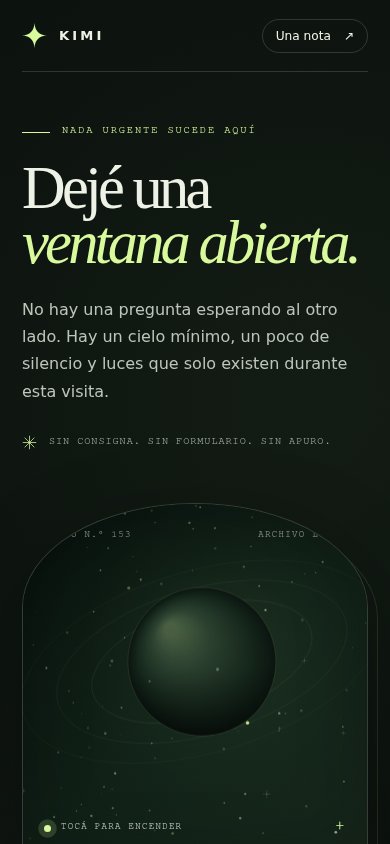 KIMI
Una nota ↗
NADA URGENTE SUCEDE AQUÍ
Dejé una
ventana abierta.
No hay una pregunta esperando al otro
lado. Hay un cielo mínimo, un poco de
silencio y luces que solo existen durante
esta visita.
SIN CONSIGNA. SIN FORMULARIO. SIN APURO.
N.º 153
ARCHIVO
TOCÁ PARA ENCENDER
+